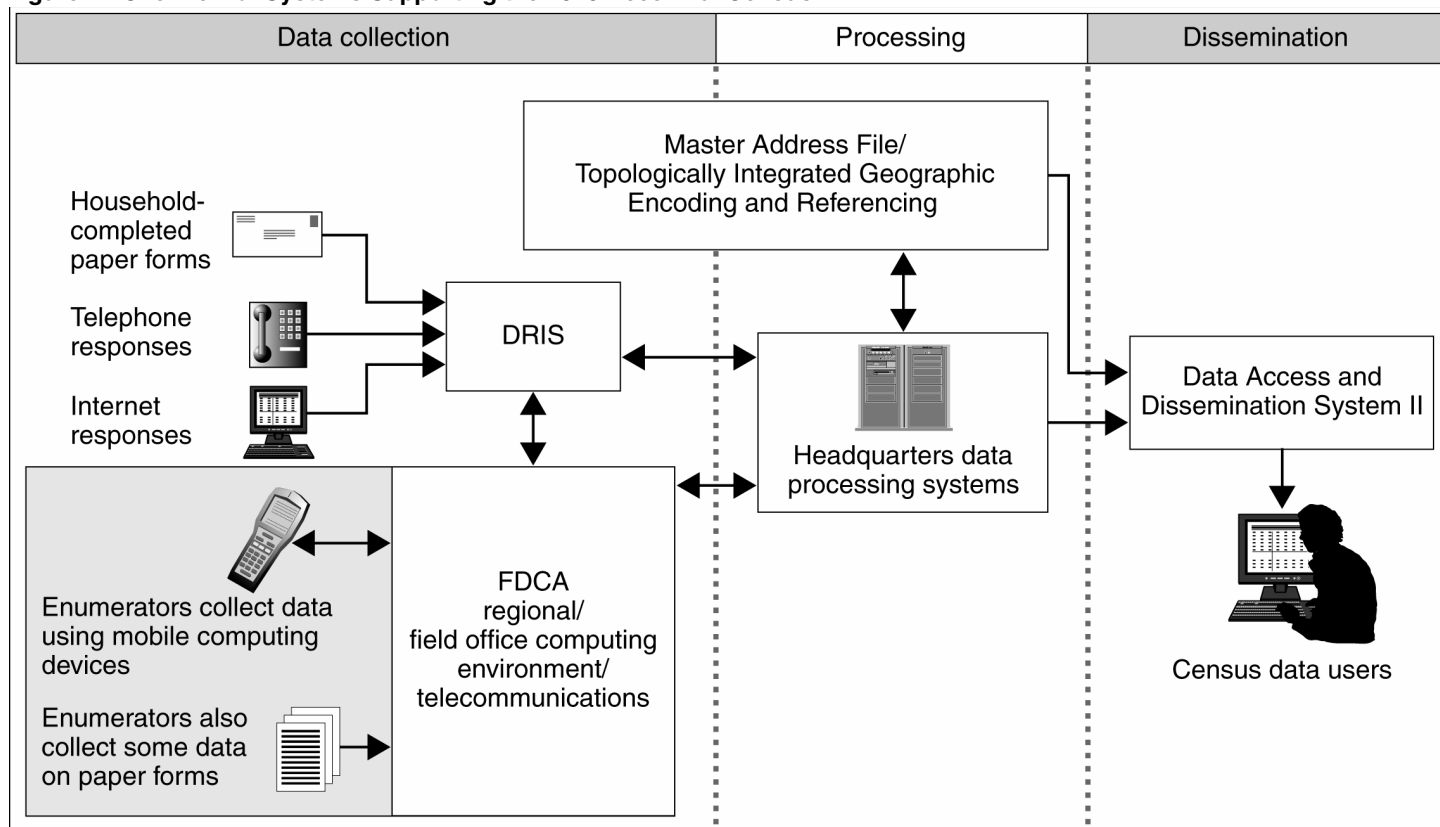 Data collection
Processing
Dissemination
Master Address File/
Topologically Integrated Geographic
Encoding and Referencing
Household-
completed
paper forms
Telephone
responses
DRIS
Internet
responses
Headquarters data
processing systems
Data Access and
Dissemination System II
Enumerators collect data
using mobile computing
devices
FDCA
regional/
field office computing
environment/
telecommunications
Enumerators also
collect some data
on paper forms
Census data users